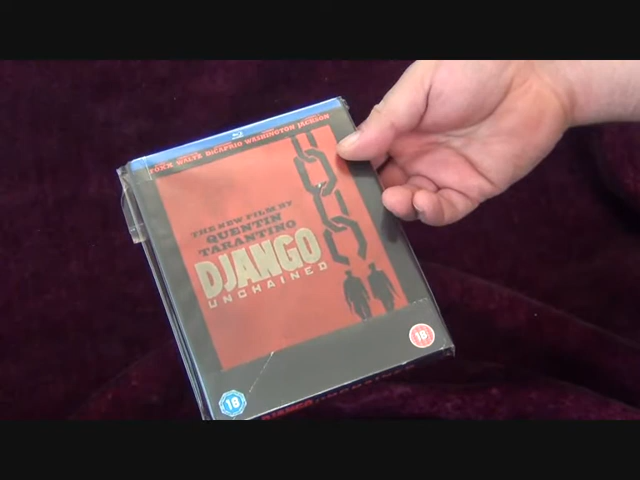 FOXX WALTZ DiCAPRIO WASHINGTON JACKSON
THE NEW FILM BY
QUENTIN
TARANTINO
DJANGO
UNCHAINED
18
18